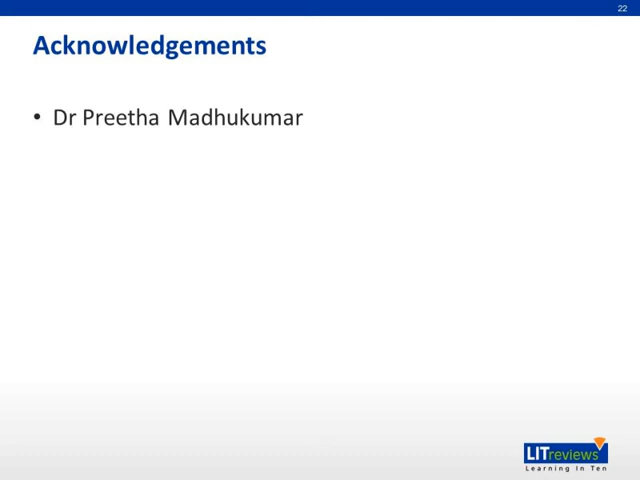 22
Acknowledgements
• Dr Preetha Madhukumar
LITreviews
Learning In Ten